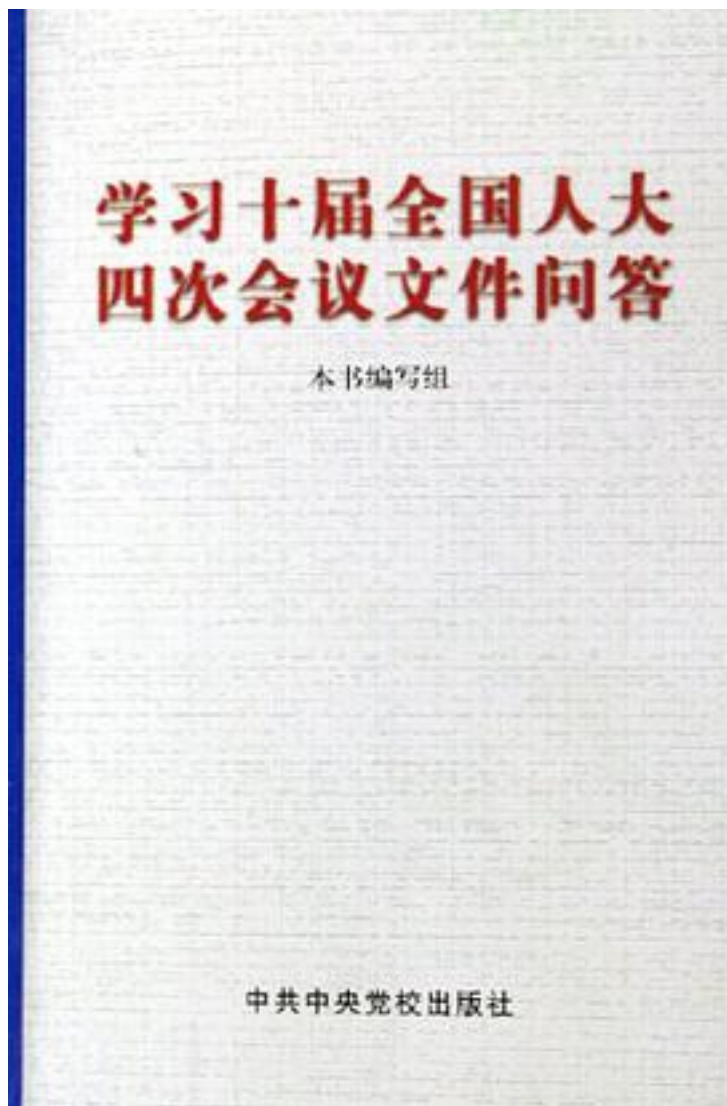 学习十届全国人大
四次会议文件问答
本书编写组
中共中央党校出版社